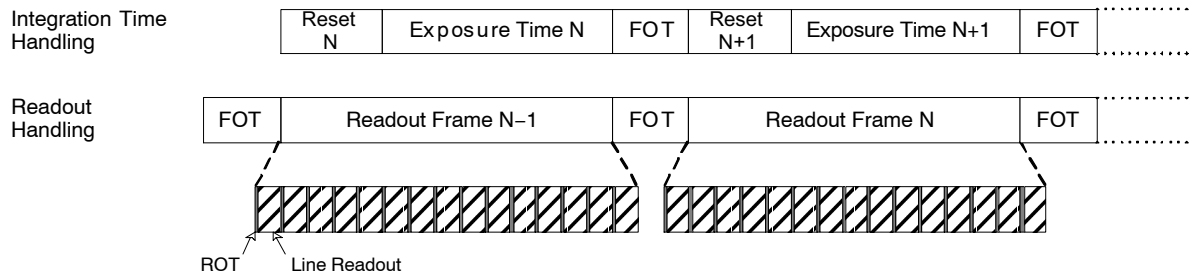 Integration Time
Handling
Reset
N
Exposure Time N
FOT
Reset
N+1
Exposure Time N+1
FOT
Readout
Handling
FOT
Readout Frame N−1
FOT
Readout Frame N
FOT
ROT
Line Readout